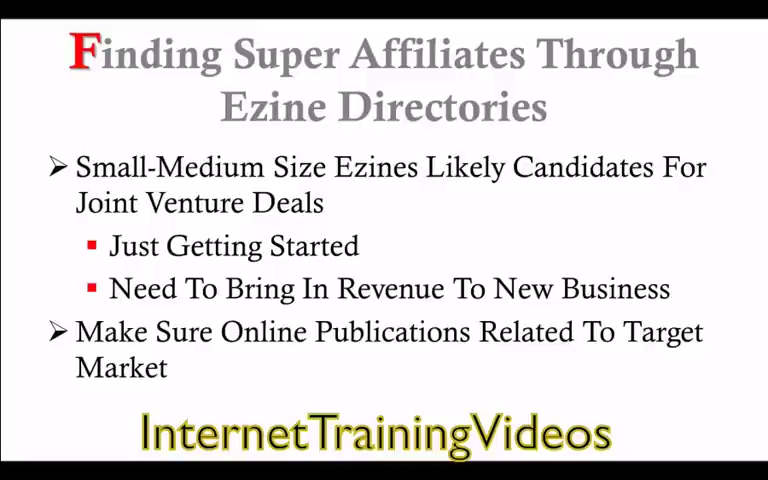 Finding Super Affiliates Through
Ezine Directories
➢ Small-Medium Size Ezines Likely Candidates For
Joint Venture Deals
▪ Just Getting Started
▪ Need To Bring In Revenue To New Business
➢ Make Sure Online Publications Related To Target
Market
InternetTrainingVideos